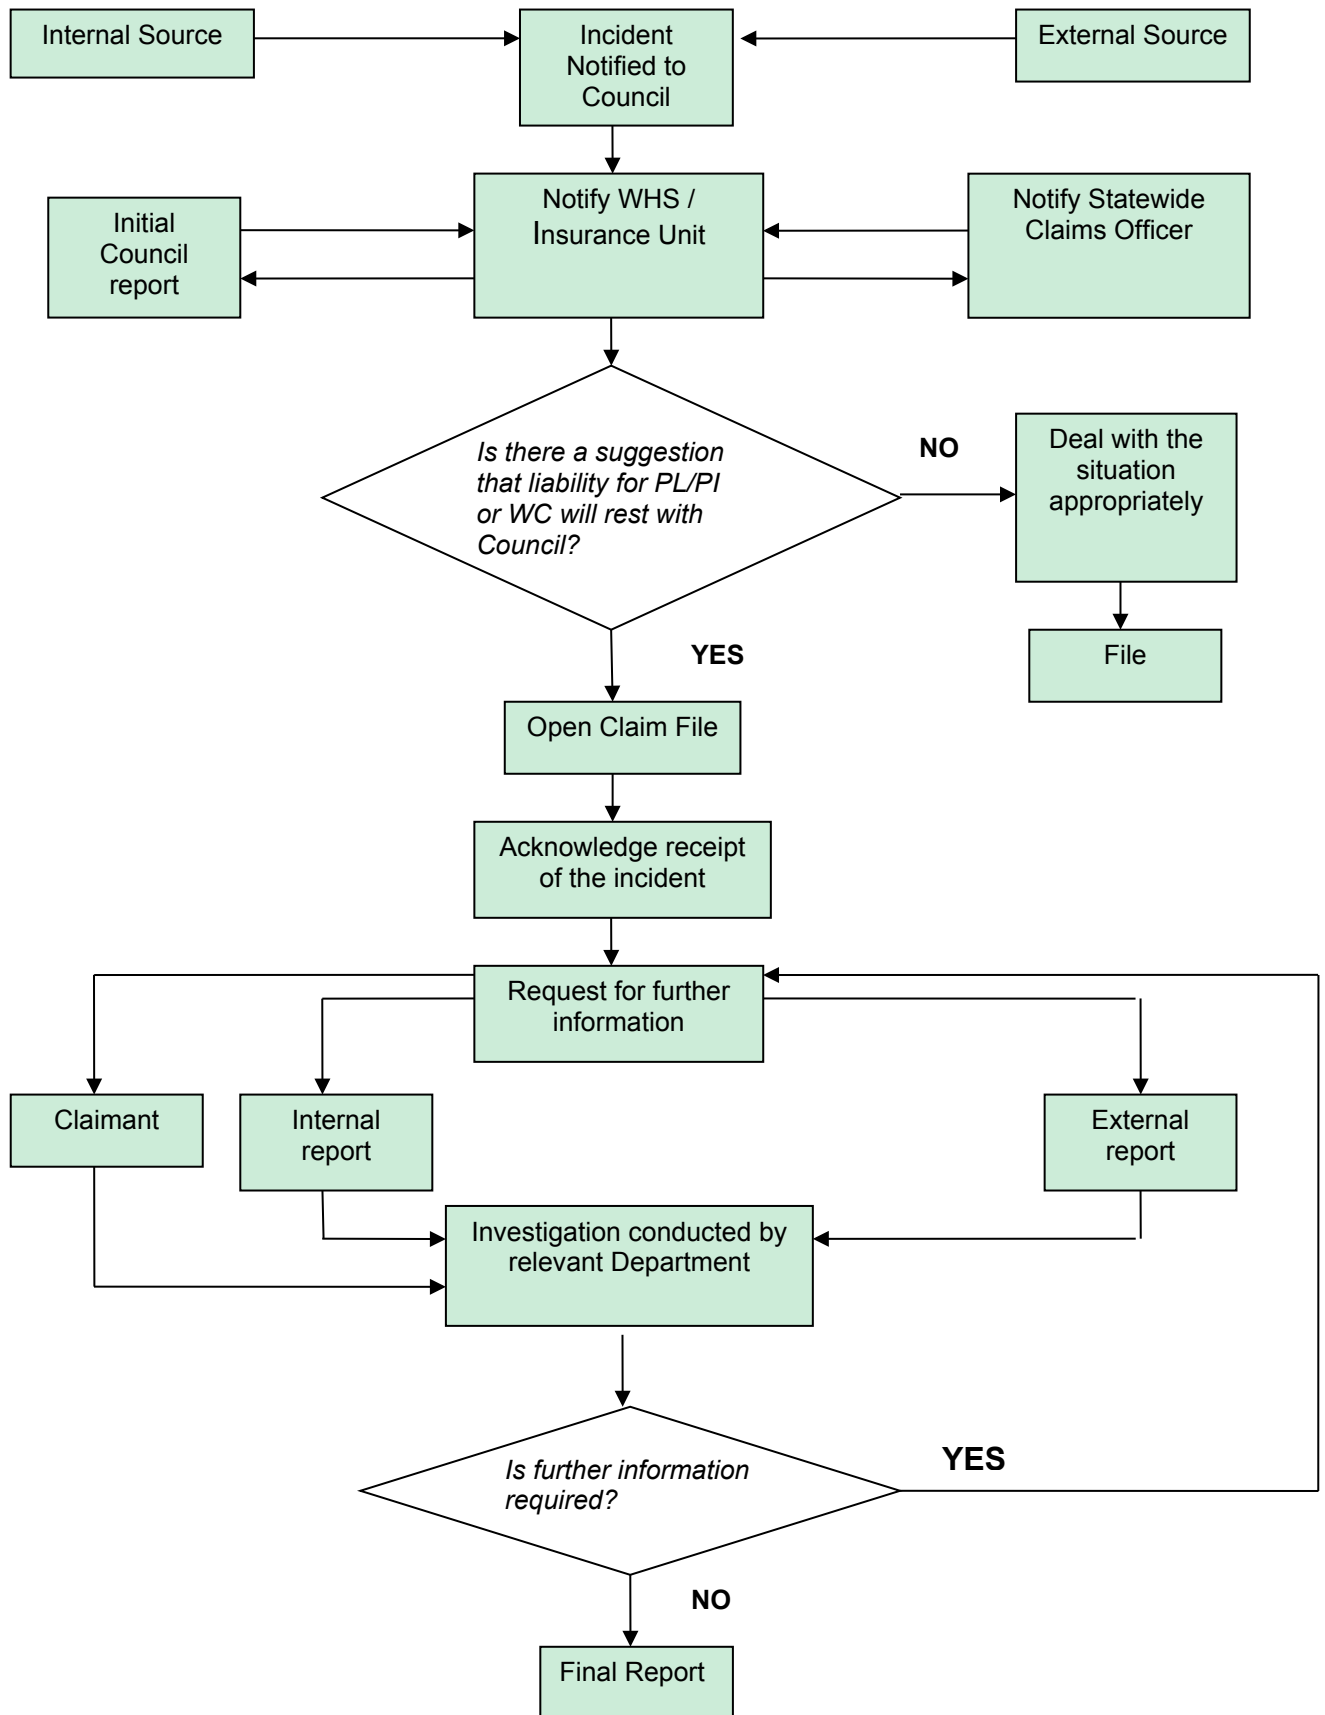 Internal Source
Incident
Notified to
Council
External Source
Initial
Council
report
Notify WHS /
Insurance Unit
Notify Statewide
Claims Officer
Is there a suggestion
that liability for PL/PI
or WC will rest with
Council?
NO
Deal with the
situation
appropriately
File
YES
Open Claim File
Acknowledge receipt
of the incident
Request for further
information
Claimant
Internal
report
External
report
Investigation conducted by
relevant Department
Is further information
required?
YES
NO
Final Report